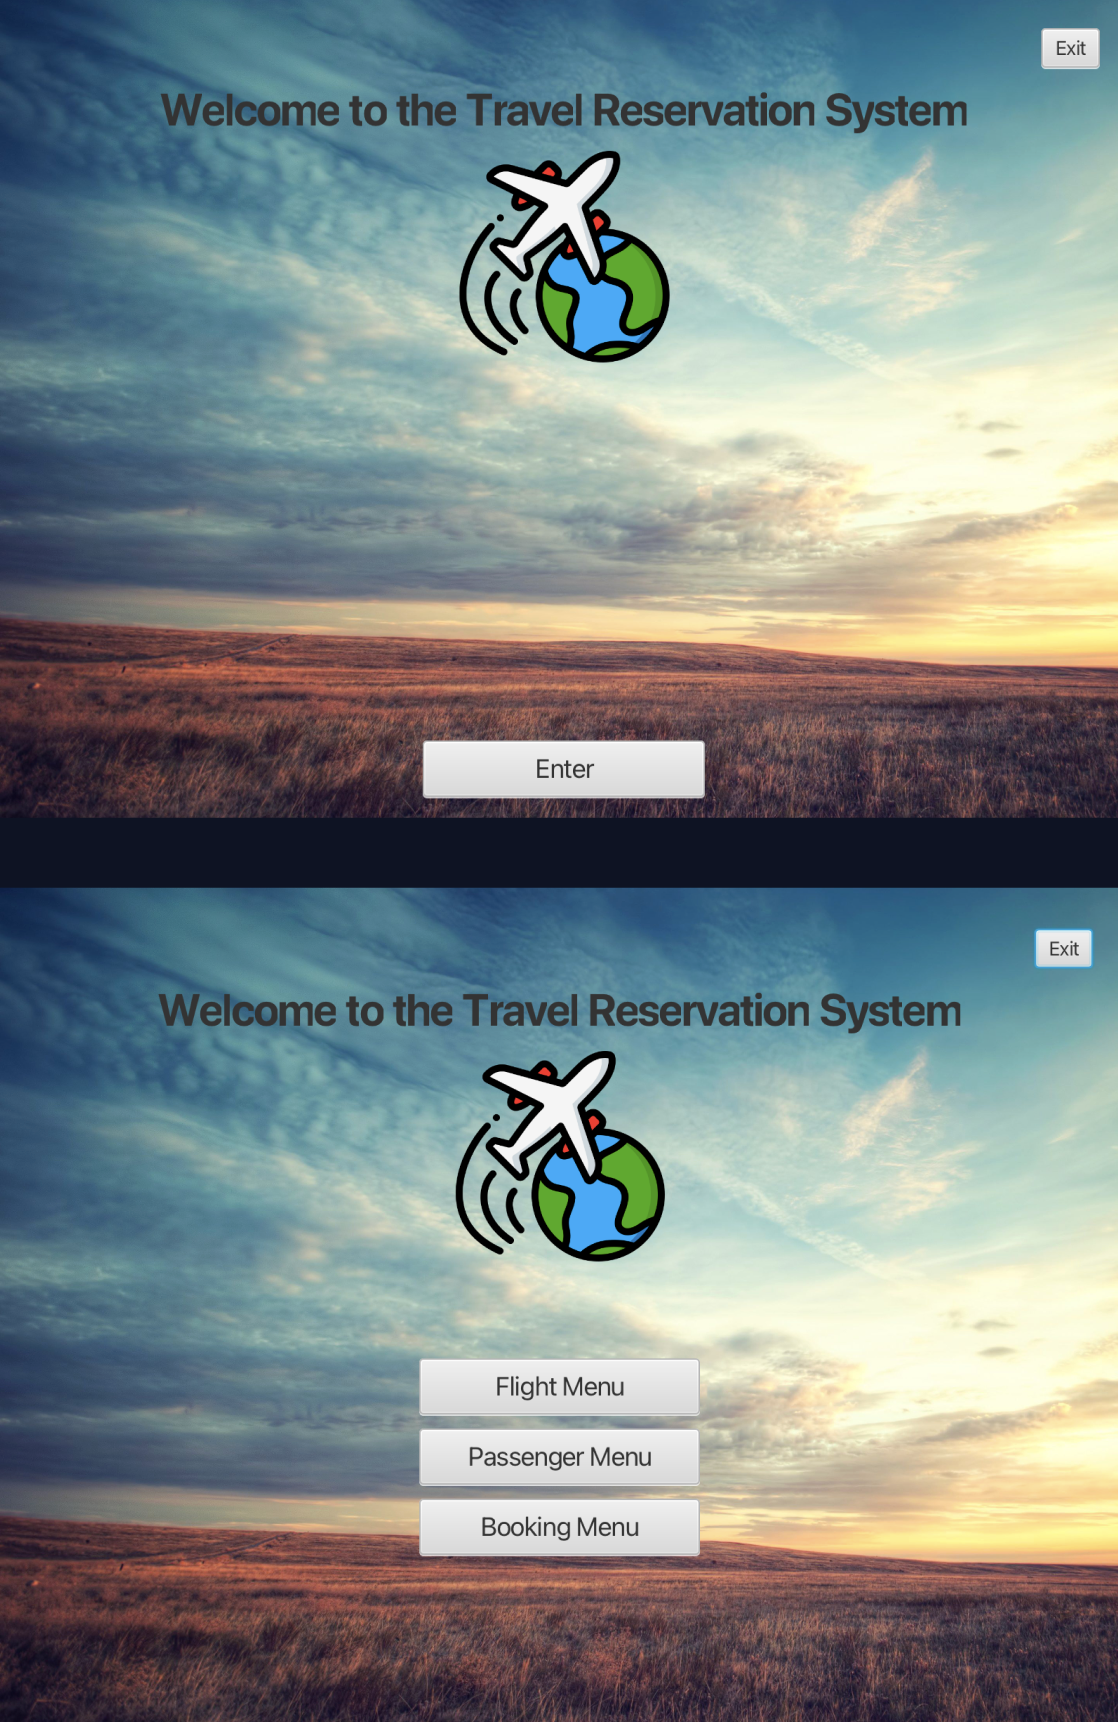 Exit
Welcome to the Travel Reservation System
Enter
Exit
Welcome to the Travel Reservation System
Flight Menu
Passenger Menu
Booking Menu